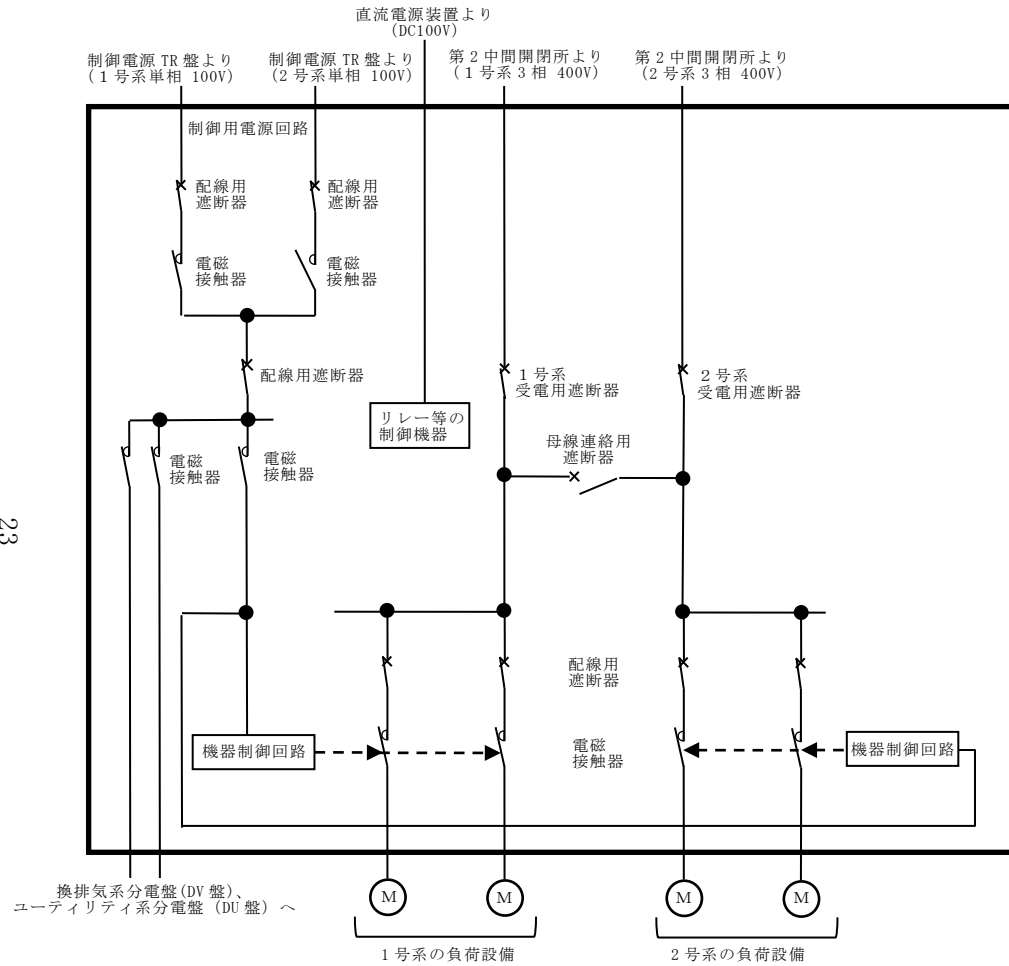 直流電源装置より
(DC100V)
制御電源 TR 盤より
(１号系単相 100V)
制御電源 TR 盤より
(２号系単相 100V)
第２中間開閉所より
(１号系３相 400V)
第２中間開閉所より
(２号系３相 400V)
制御用電源回路
配線用
遮断器
配線用
遮断器
電磁
接触器
電磁
接触器
配線用遮断器
リレー等の
制御機器
１号系
受電用遮断器
２号系
受電用遮断器
母線連絡用
遮断器
電磁
接触器
電磁
接触器
23
配線用
遮断器
電磁
接触器
機器制御回路
機器制御回路
換排気系分電盤(DV 盤)、
ユーティリティ系分電盤（DU 盤）へ
M
M
M
M
１号系の負荷設備
２号系の負荷設備